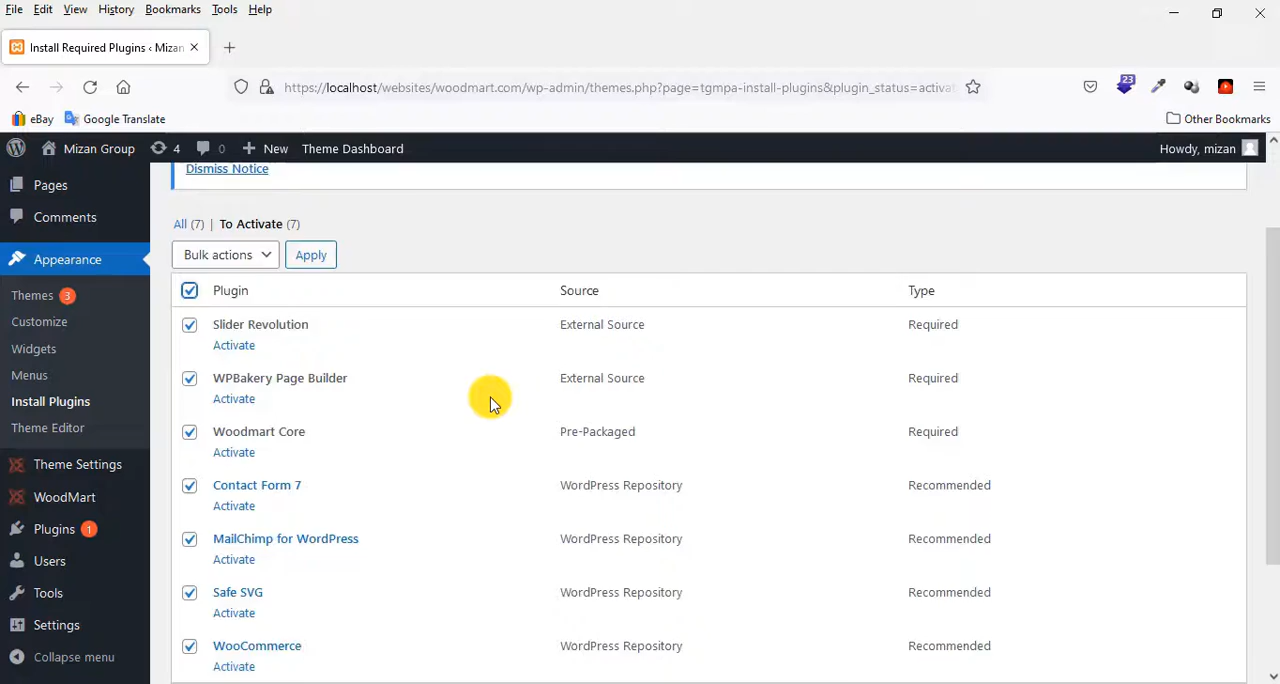 File Edit View History Bookmarks Tools Help
Install Required Plugins ‹ Mizan
https://localhost/websites/woodmart.com/wp-admin/themes.php?page=tgmpa-install-plugins&plugin_status=activat
23
eBay Google Translate Other Bookmarks
Mizan Group 4 0 New Theme Dashboard Howdy, mizan
Pages
Comments
Appearance
Themes 3
Customize
Widgets
Menus
Install Plugins
Theme Editor
Theme Settings
WoodMart
Plugins 1
Users
Tools
Settings
Collapse menu
Dismiss Notice
All (7) | To Activate (7)
Bulk actions Apply
Plugin Source Type
Slider Revolution External Source Required
Activate
WPBakery Page Builder External Source Required
Activate
Woodmart Core Pre-Packaged Required
Activate
Contact Form 7 WordPress Repository Recommended
Activate
MailChimp for WordPress WordPress Repository Recommended
Activate
Safe SVG WordPress Repository Recommended
Activate
WooCommerce WordPress Repository Recommended
Activate